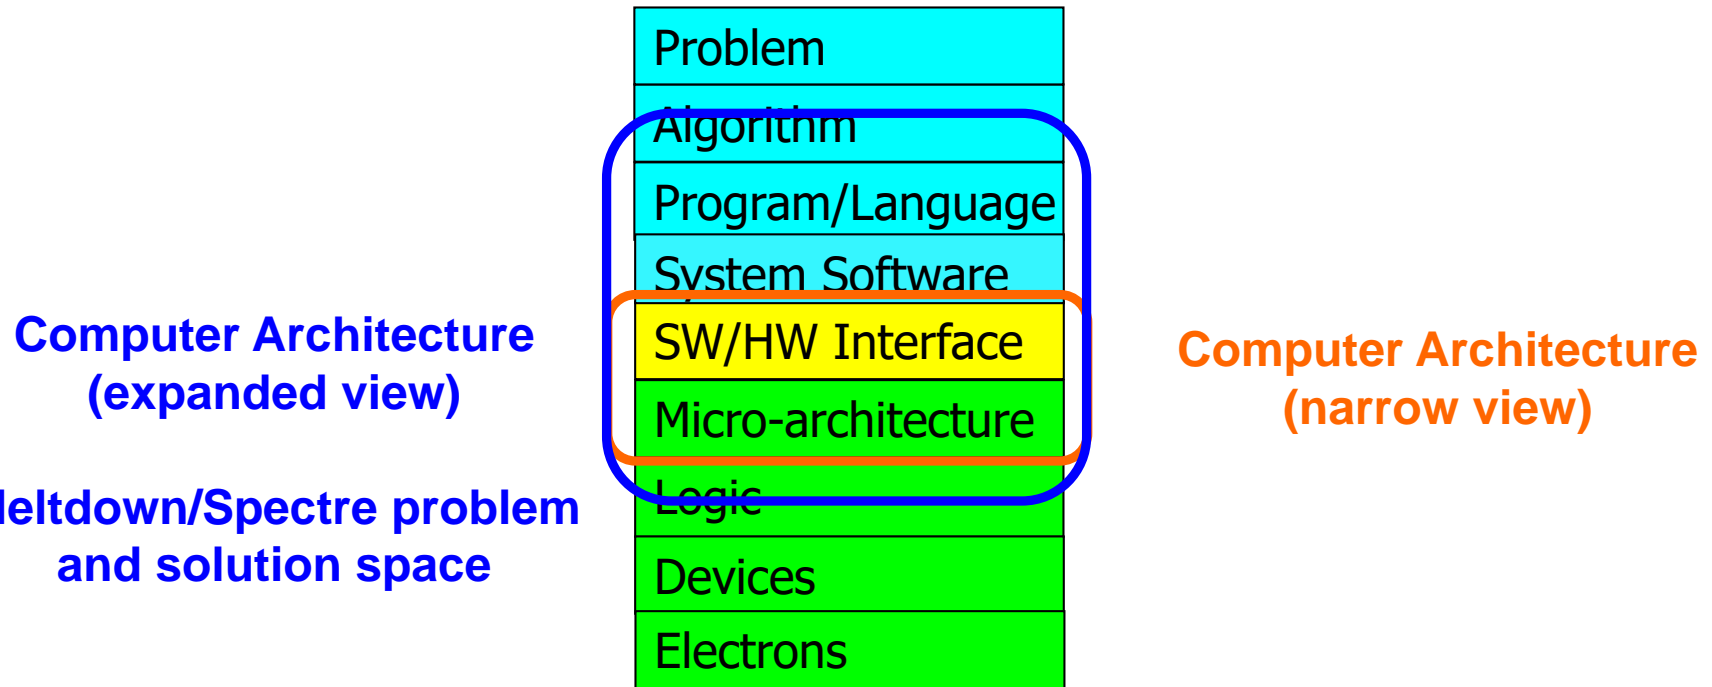 Problem
Algorithm
Program/Language
System Software
SW/HW Interface
Micro-architecture
Logic
Devices
Electrons
Computer Architecture
(expanded view)
eltdown/Spectre problem
and solution space
Computer Architecture
(narrow view)